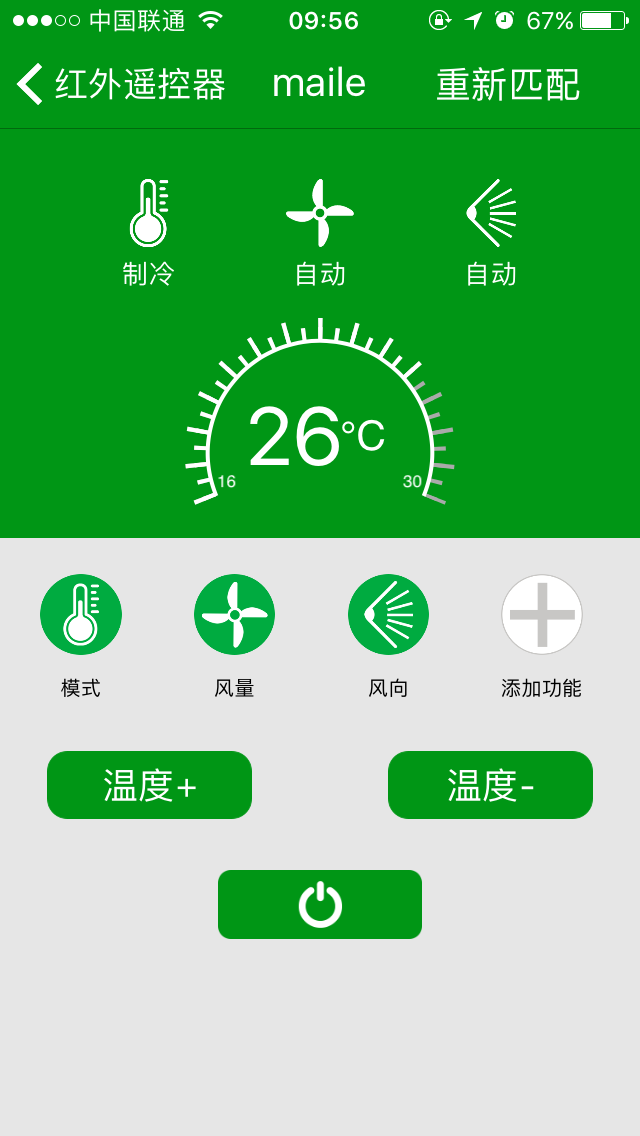 中国联通 09:56 67%
红外遥控器 maile 重新匹配
制冷 自动 自动
26°C
16 30
模式 风量 风向 添加功能
温度+ 温度-